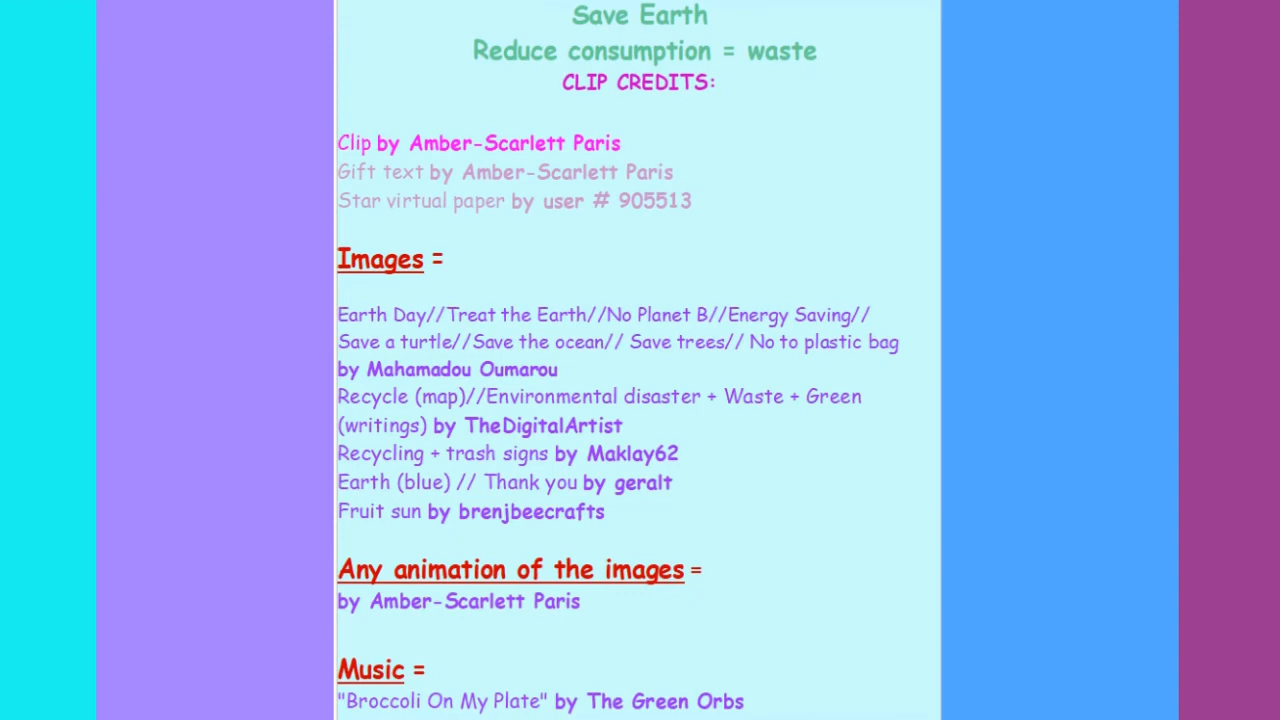 Save Earth
Reduce consumption = waste
CLIP CREDITS:
Clip by Amber-Scarlett Paris
Gift text by Amber-Scarlett Paris
Star virtual paper by user # 905513
Images =
Earth Day//Treat the Earth//No Planet B//Energy Saving//
Save a turtle//Save the ocean// Save trees// No to plastic bag
by Mahamadou Oumarou
Recycle (map)//Environmental disaster + Waste + Green
(writings) by TheDigitalArtist
Recycling + trash signs by Maklay62
Earth (blue) // Thank you by geralt
Fruit sun by brenjbeecrafts
Any animation of the images =
by Amber-Scarlett Paris
Music =
"Broccoli On My Plate" by The Green Orbs